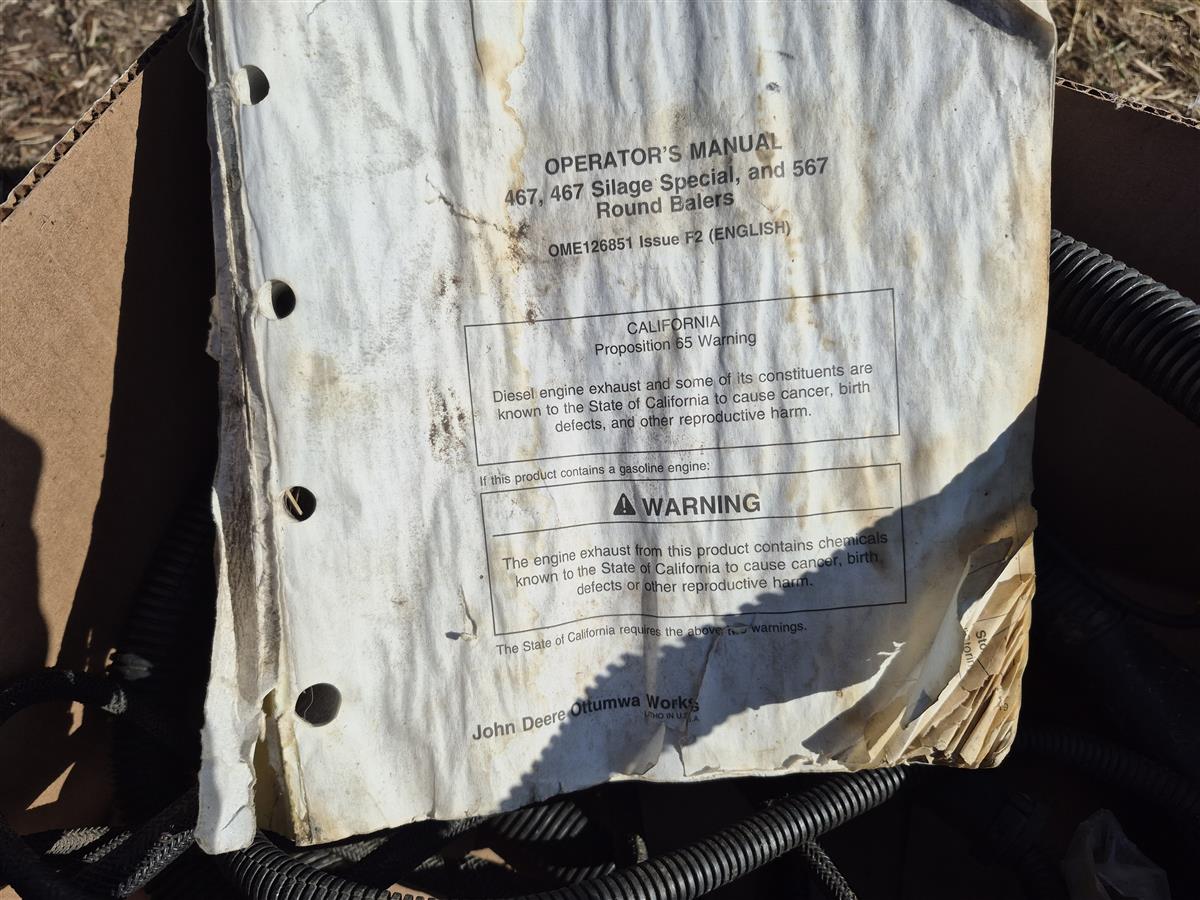 OPERATOR'S MANUAL
467, 467 Silage Special, and 567
Round Balers
OME126851 Issue F2 (ENGLISH)
CALIFORNIA
Proposition 65 Warning
Diesel engine exhaust and some of its constituents are
known to the State of California to cause cancer, birth
defects, and other reproductive harm.
If this product contains a gasoline engine:
WARNING
The engine exhaust from this product contains chemicals
known to the State of California to cause cancer, birth
defects or other reproductive harm.
The State of California requires the above two warnings.
John Deere Ottumwa Works
LITHO IN U.S.A.